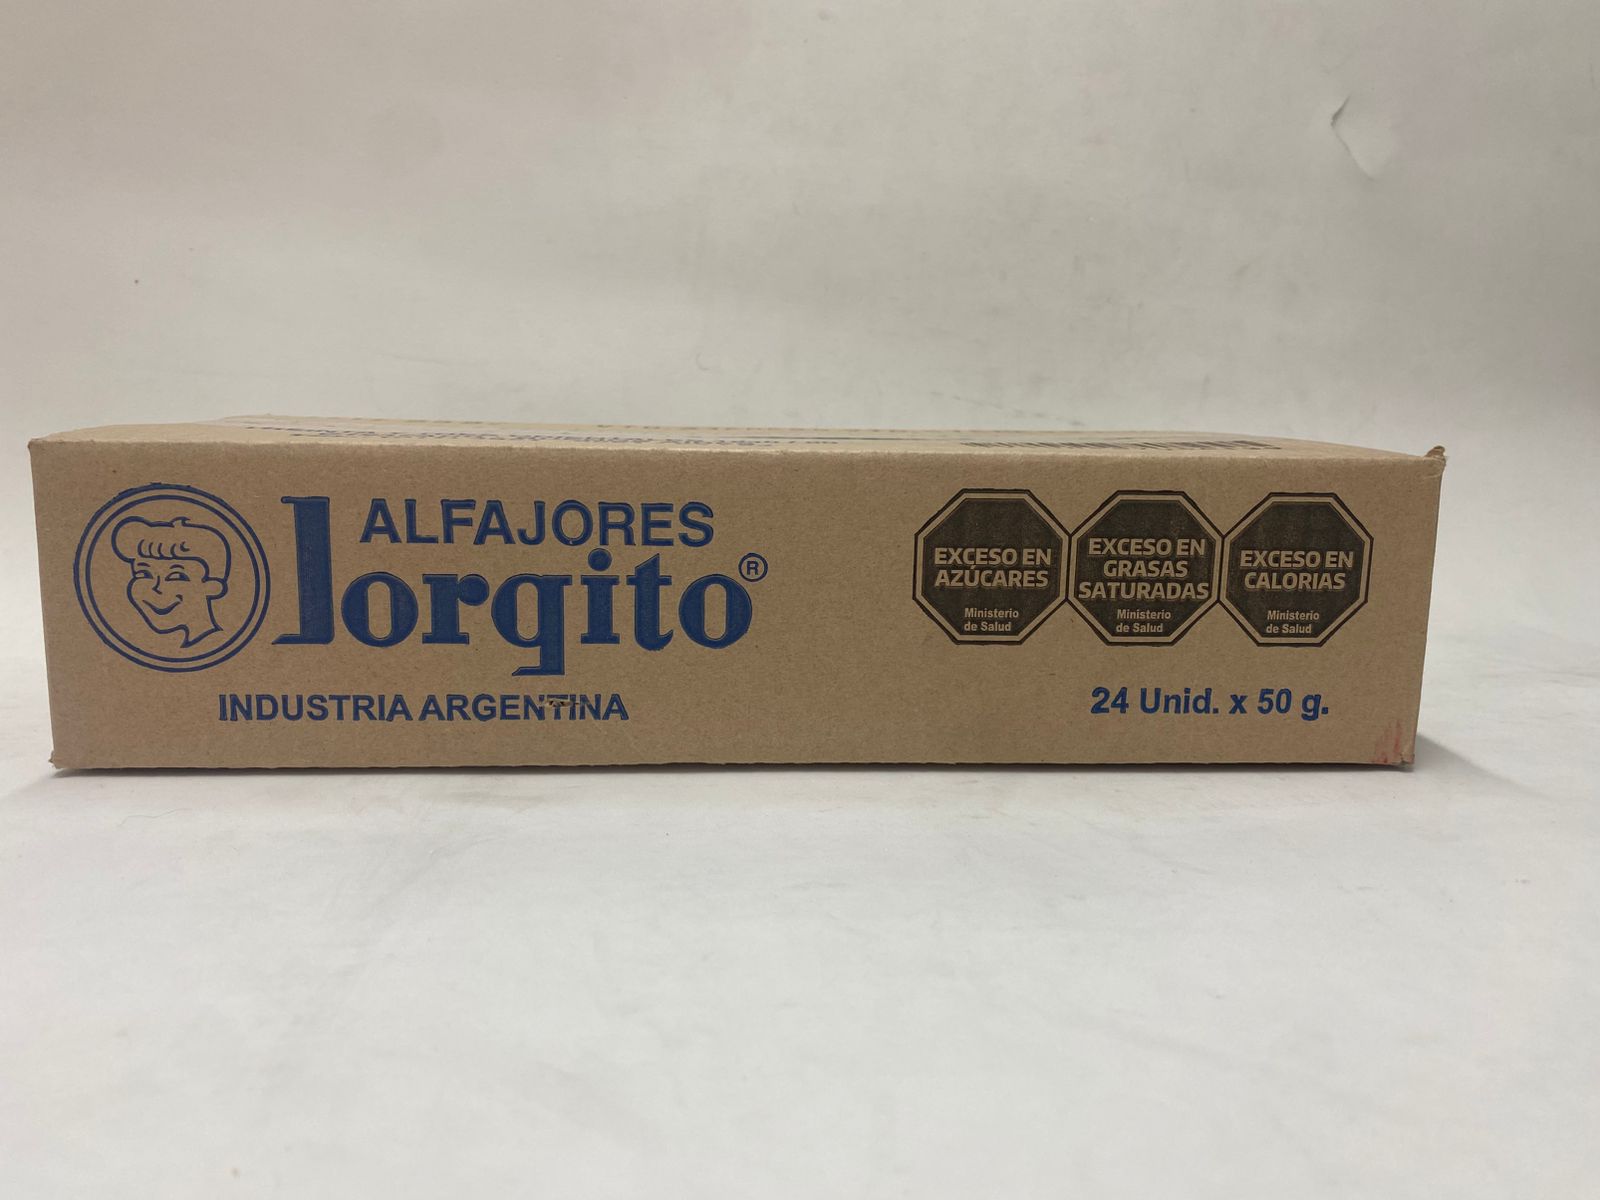 ALFAJORES
Jorgito®
INDUSTRIA ARGENTINA
EXCESO EN
AZÚCARES
Ministerio
de Salud
EXCESO EN
GRASAS
SATURADAS
Ministerio
de Salud
EXCESO EN
CALORIAS
Ministerio
de Salud
24 Unid. x 50 g.